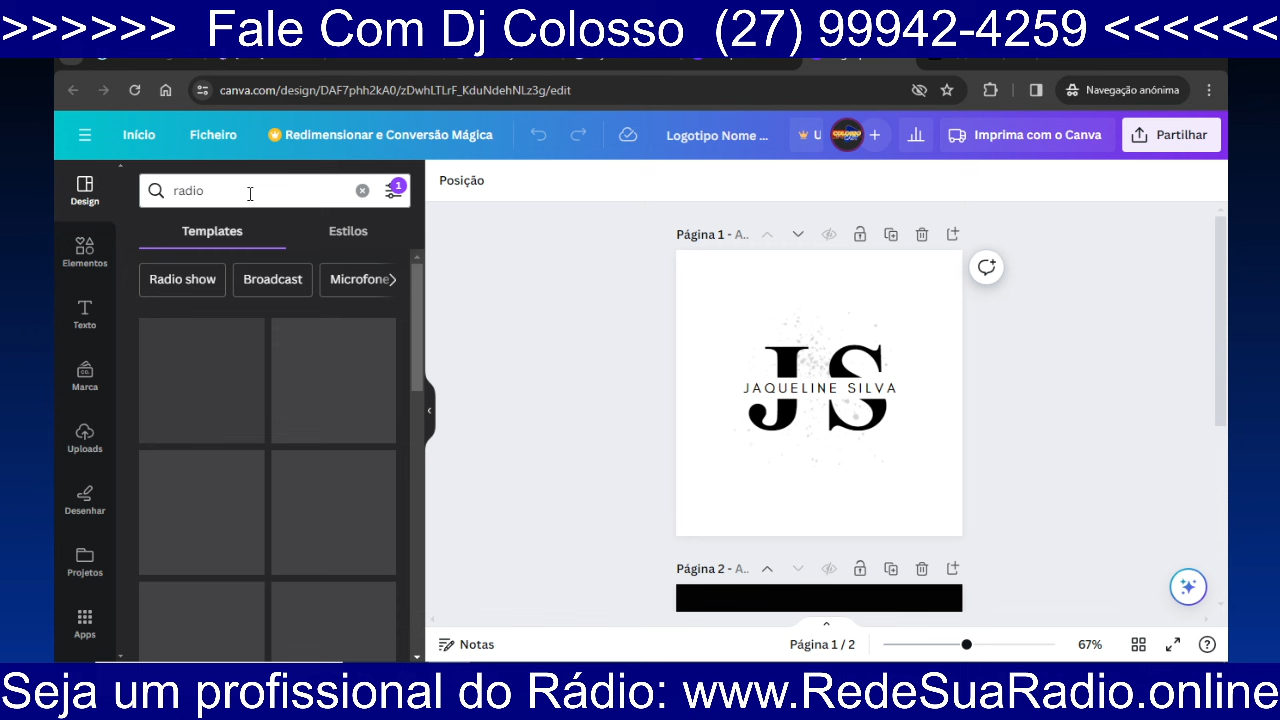 >>>>>> Fale Com Dj Colosso (27) 99942-4259 <<<<<<
canva.com/design/DAF7phh2kA0/zDwhLTLrF_KduNdehNLz3g/edit
Navegação anónima
Início
Ficheiro
Redimensionar e Conversão Mágica
Logotipo Nome ...
U
COLOSSO
Imprima com o Canva
Partilhar
Design
Elementos
Texto
Marca
Uploads
Desenhar
Projetos
Apps
radio
1
Templates
Estilos
Radio show
Broadcast
Microfone
Posição
Página 1 - A..
J S
JAQUELINE SILVA
Página 2 - A..
Notas
Página 1 / 2
67%
Seja um profissional do Rádio: www.RedeSuaRadio.online